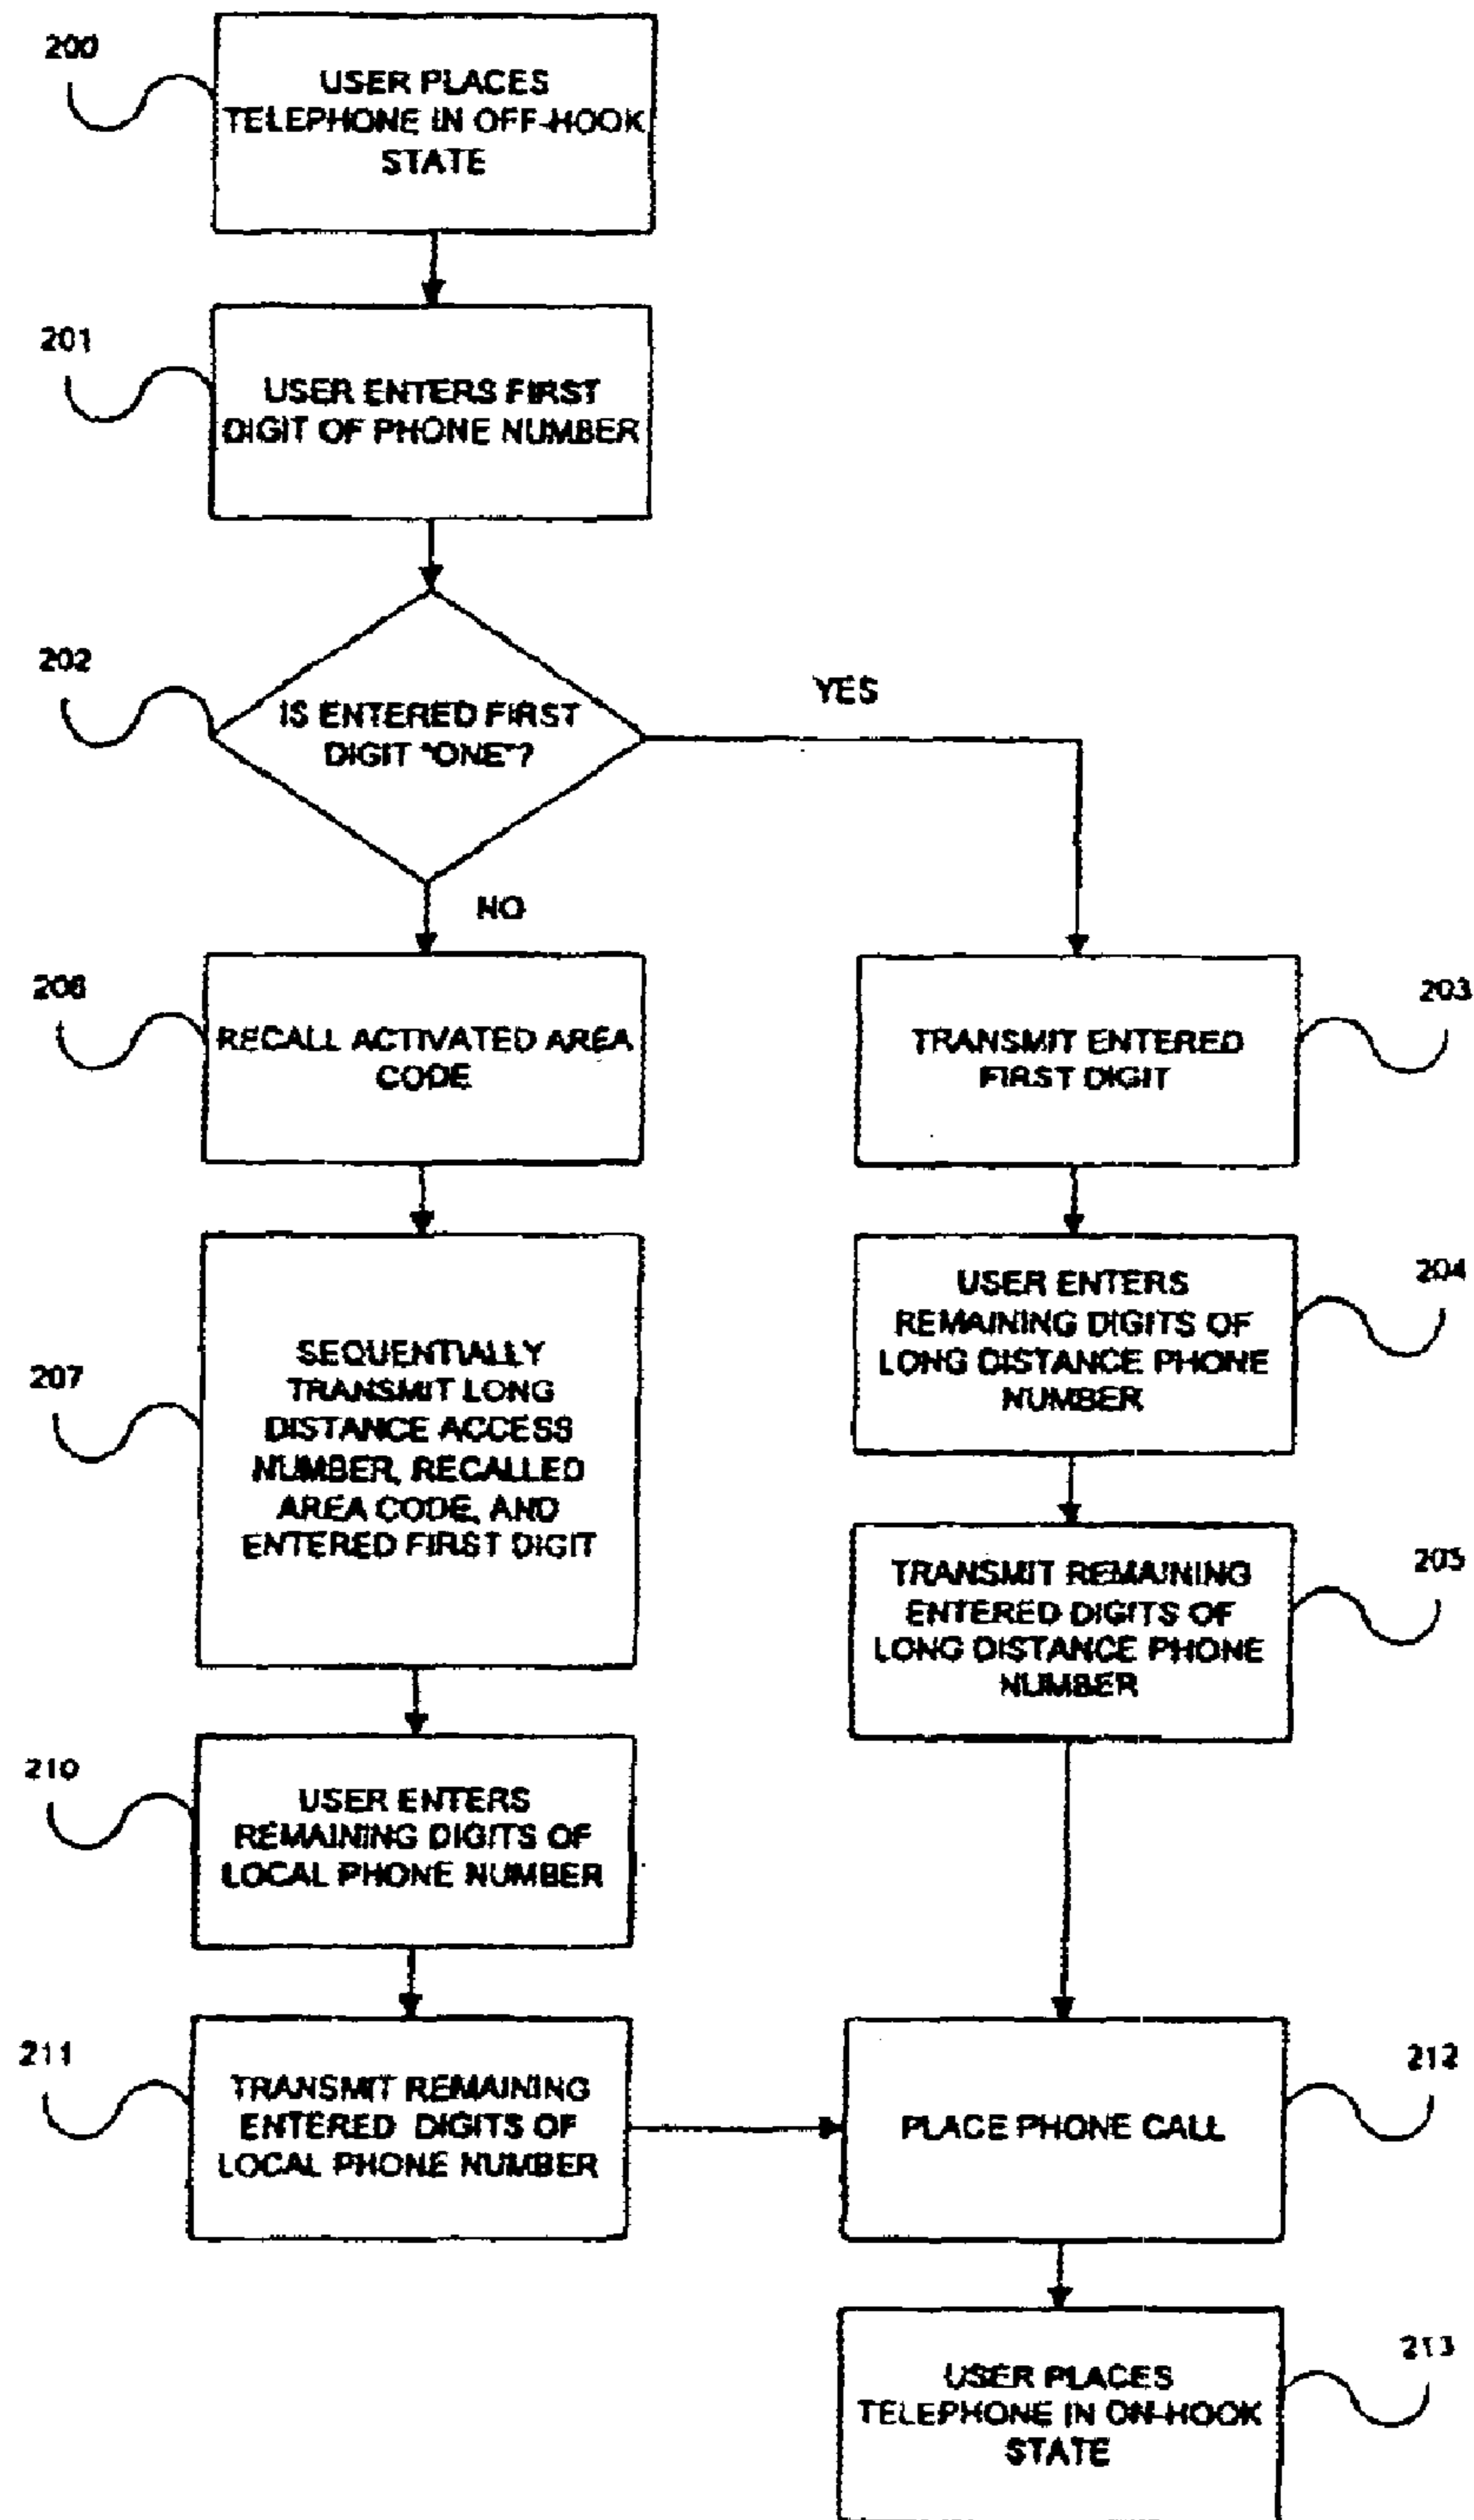 200
USER PLACES
TELEPHONE IN OFF-HOOK
STATE
201
USER ENTERS FIRST
DIGIT OF PHONE NUMBER
202
IS ENTERED FIRST
DIGIT "ONE"?
YES
NO
RECALL ACTIVATED AREA
CODE
203
TRANSMIT ENTERED
FIRST DIGIT
204
USER ENTERS
REMAINING DIGITS OF
LONG DISTANCE PHONE
NUMBER
207
SEQUENTIALLY
TRANSMIT LONG
DISTANCE ACCESS
NUMBER, RECALLED
AREA CODE, AND
ENTERED FIRST DIGIT
205
TRANSMIT REMAINING
ENTERED DIGITS OF
LONG DISTANCE PHONE
NUMBER
210
USER ENTERS
REMAINING DIGITS OF
LOCAL PHONE NUMBER
211
TRANSMIT REMAINING
ENTERED DIGITS OF
LOCAL PHONE NUMBER
212
PLACE PHONE CALL
213
USER PLACES
TELEPHONE IN ON-HOOK
STATE